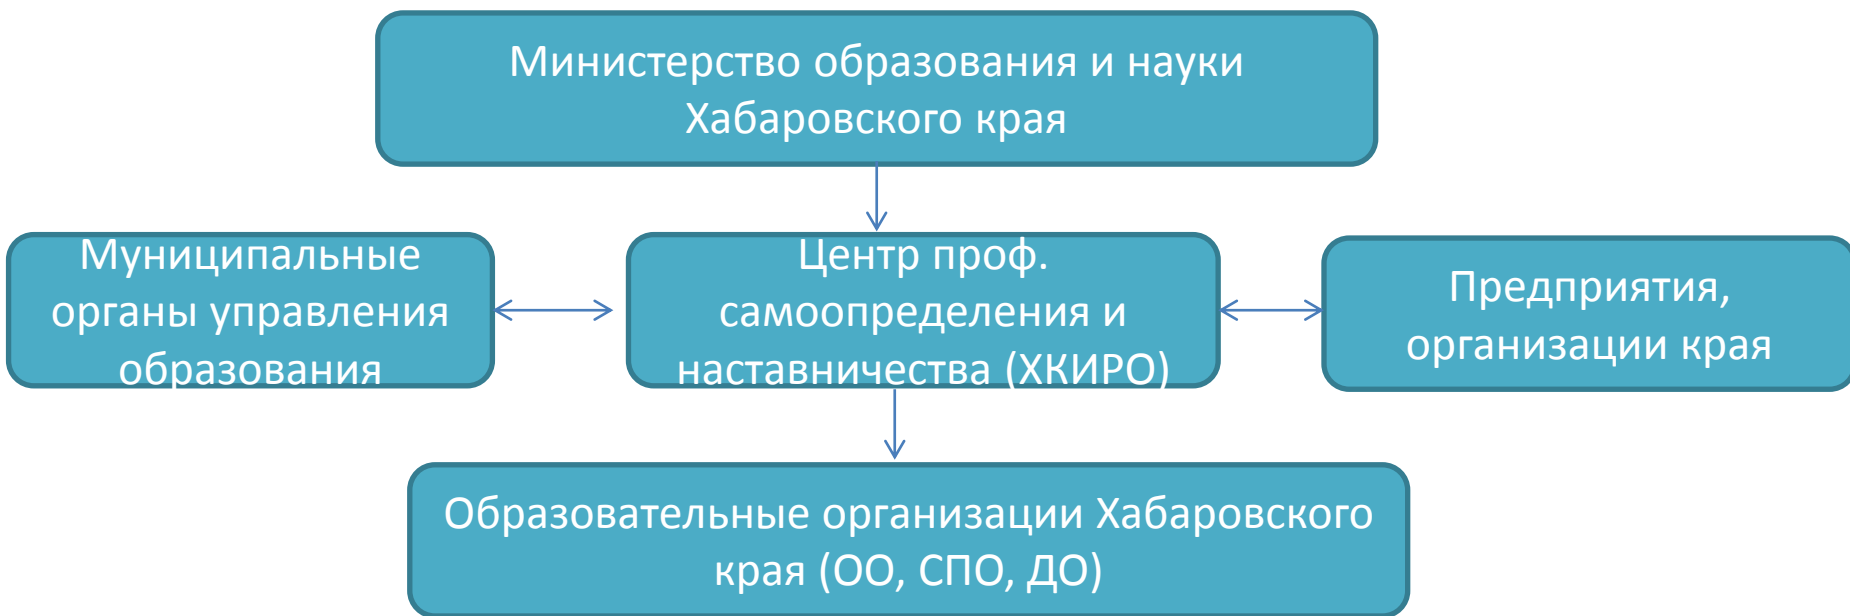 Министерство образования и науки
Хабаровского края
Муниципальные
органы управления
образования
Центр проф.
самоопределения и
наставничества (ХКИРО)
Предприятия,
организации края
Образовательные организации Хабаровского
края (ОО, СПО, ДО)